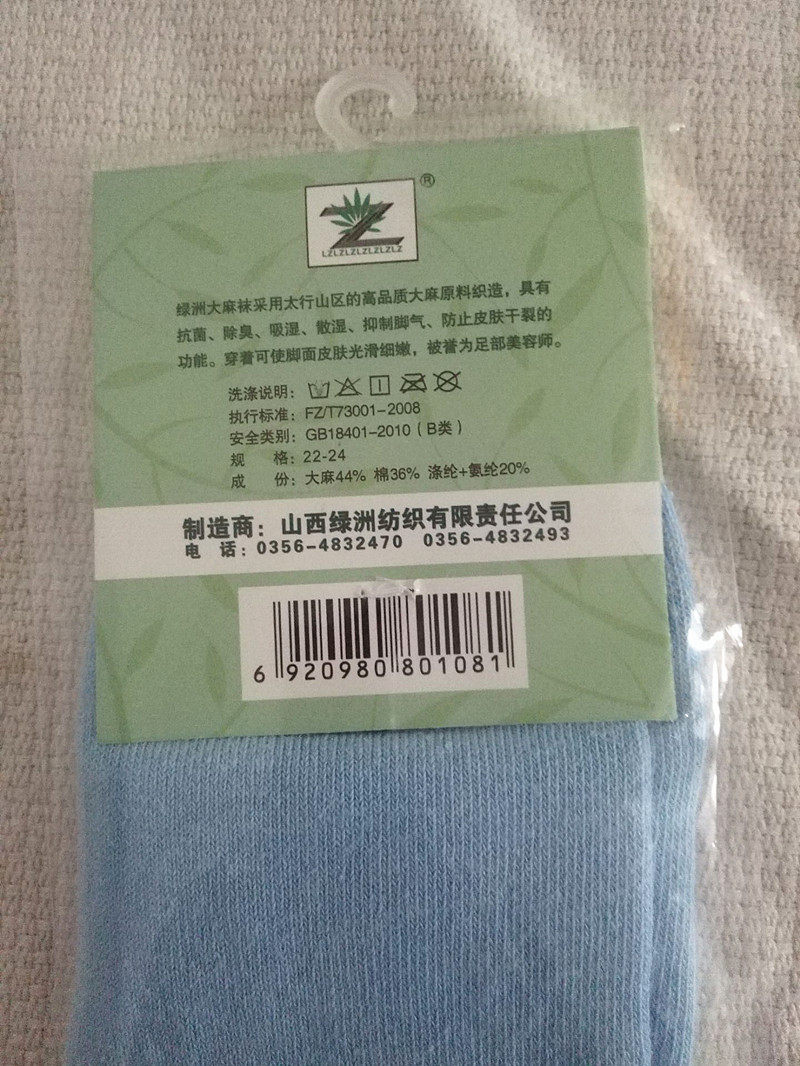 ®
Z
LZLZLZLZLZLZLZ
绿洲大麻袜采用太行山区的高品质大麻原料织造，具有
抗菌、除臭、吸湿、散湿、抑制脚气、防止皮肤干裂的
功能。穿着可使脚面皮肤光滑细嫩，被誉为足部美容师。
洗涤说明：
执行标准：FZ/T73001-2008
安全类别：GB18401-2010（B类）
规　　格：22-24
成　　份：大麻44% 棉36% 涤纶+氨纶20%
制造商：山西绿洲纺织有限责任公司
电　话：0356-4832470 0356-4832493
6 920980 801081